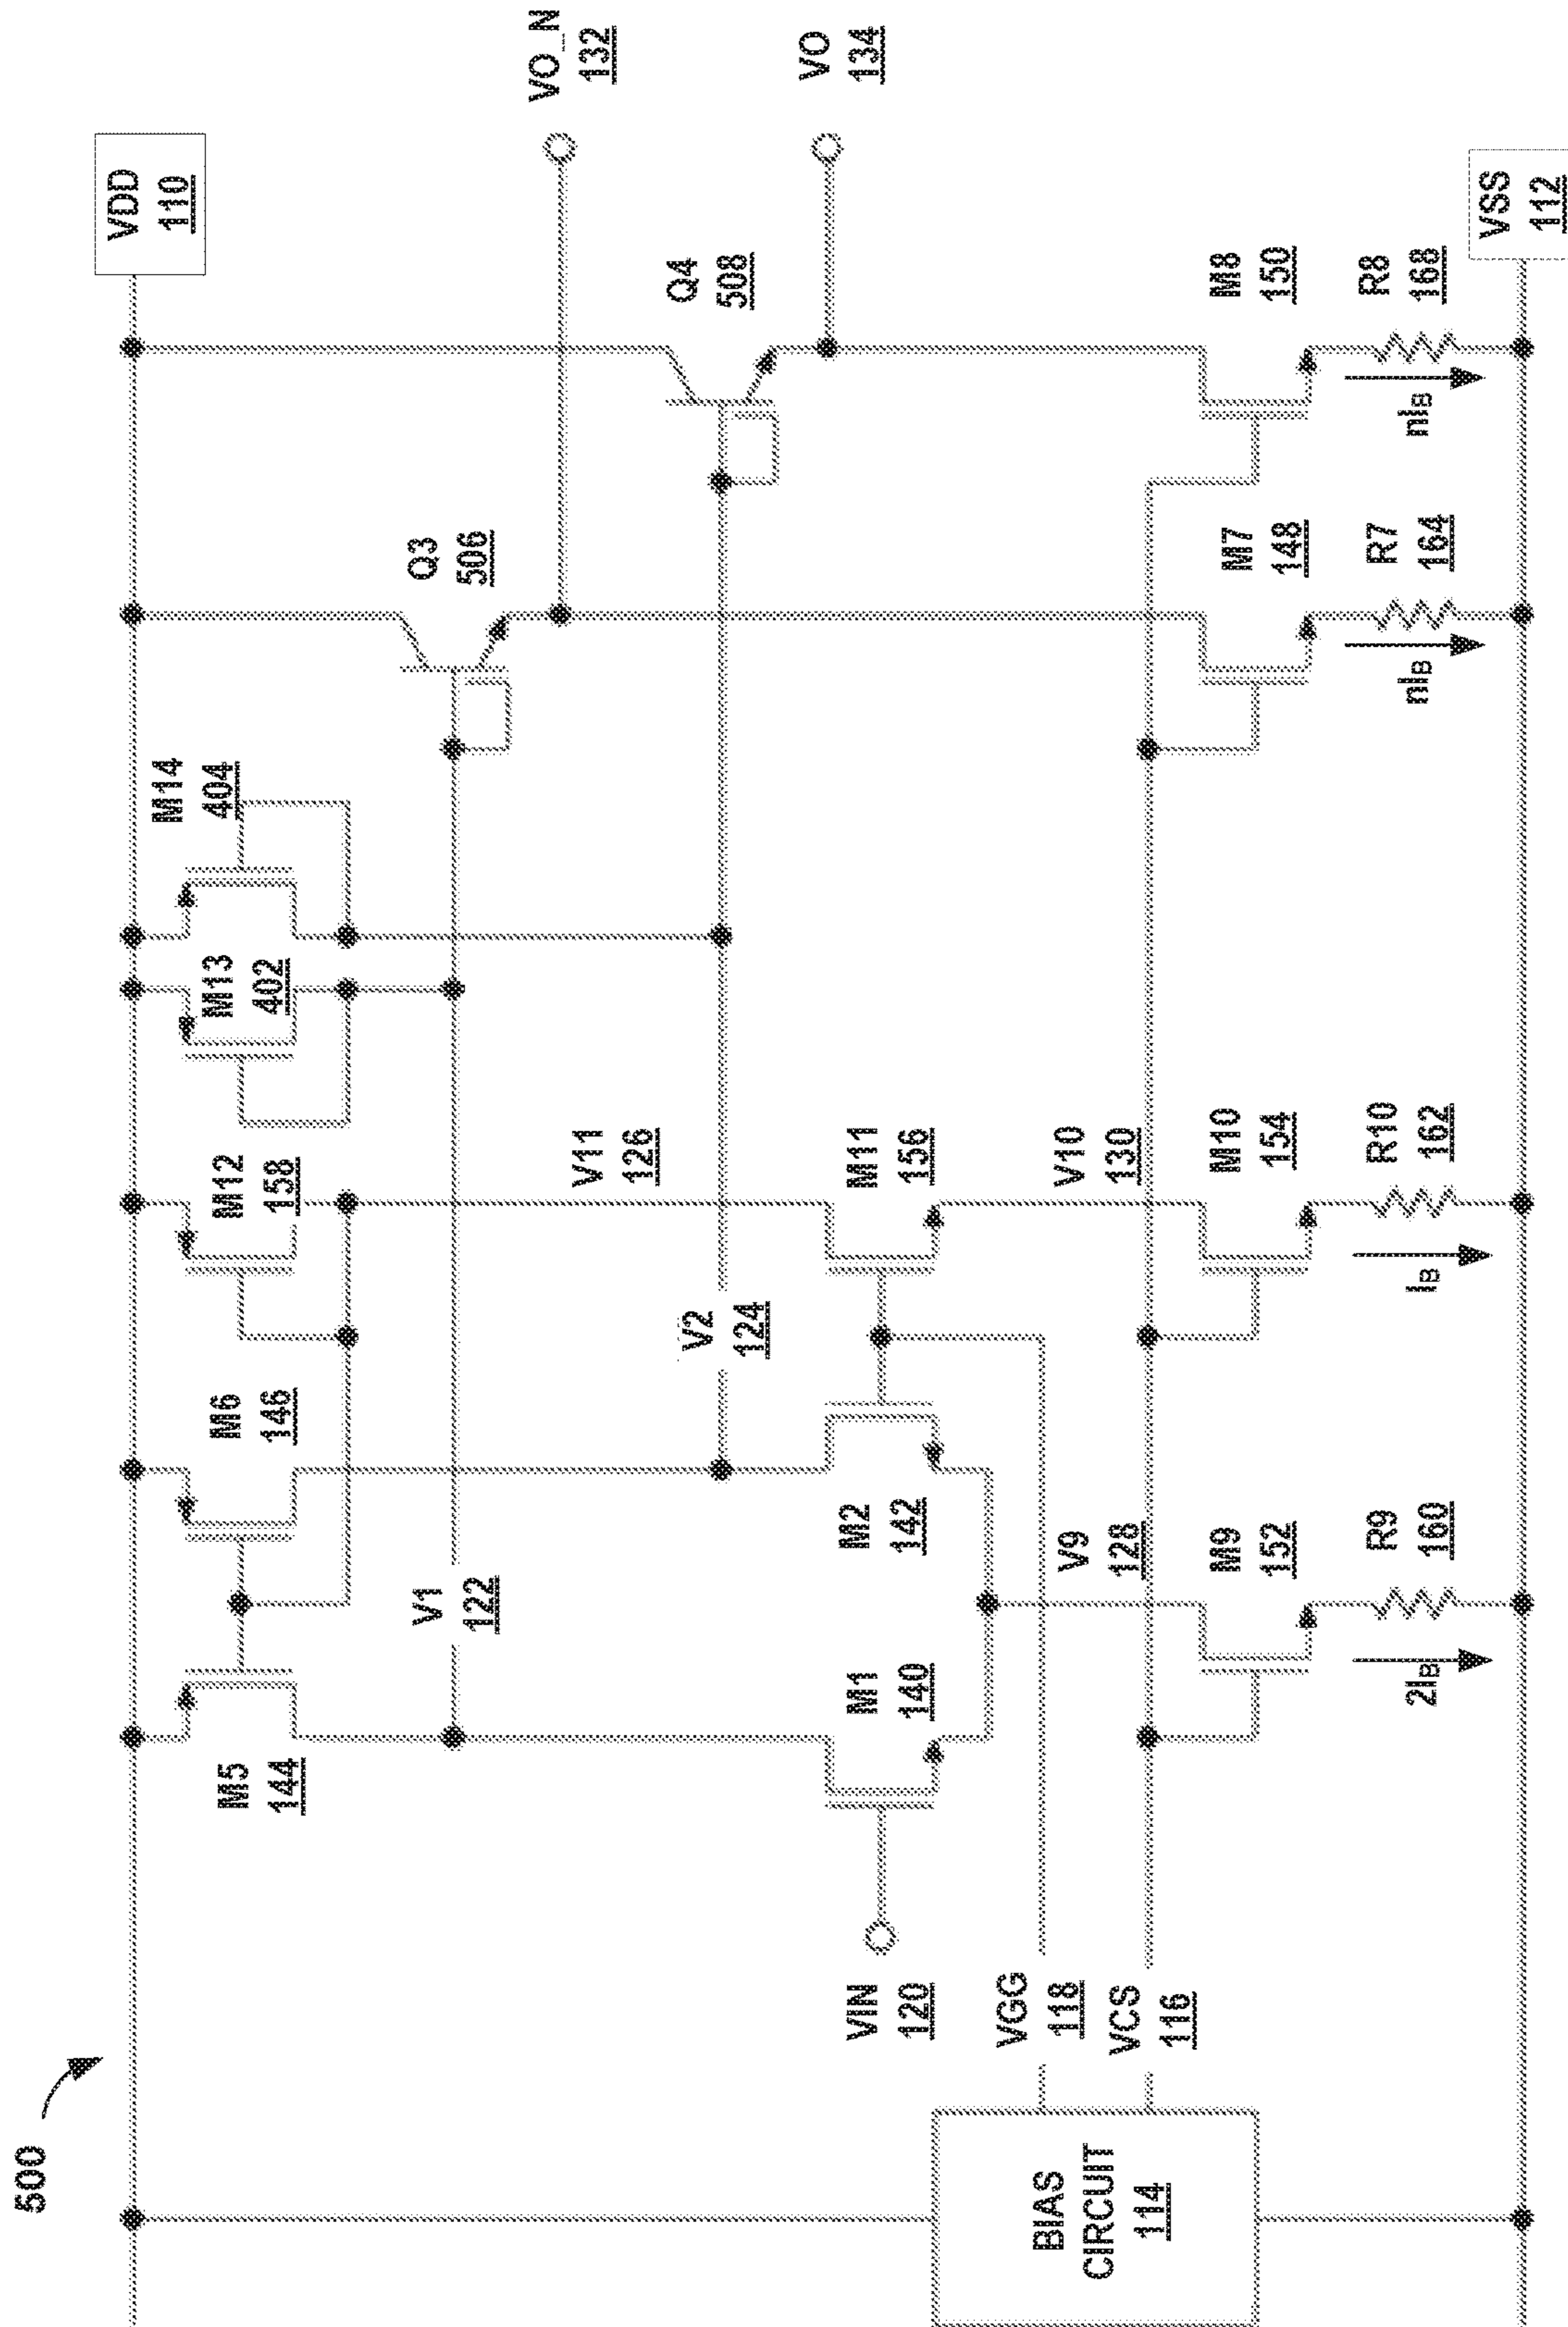 500
VDD
110
M5
144
M6
146
M12
158
M13
402
M14
404
Q3
506
VO_N
132
V1
122
V11
126
Q4
508
V2
124
VO
134
VIN
120
M1
140
M2
142
M11
156
VGG
118
V9
128
V10
130
VCS
116
BIAS
CIRCUIT
114
M9
152
M10
154
M7
148
M8
150
2IB
R9
160
IB
R10
162
nIB
R7
164
nIB
R8
168
VSS
112